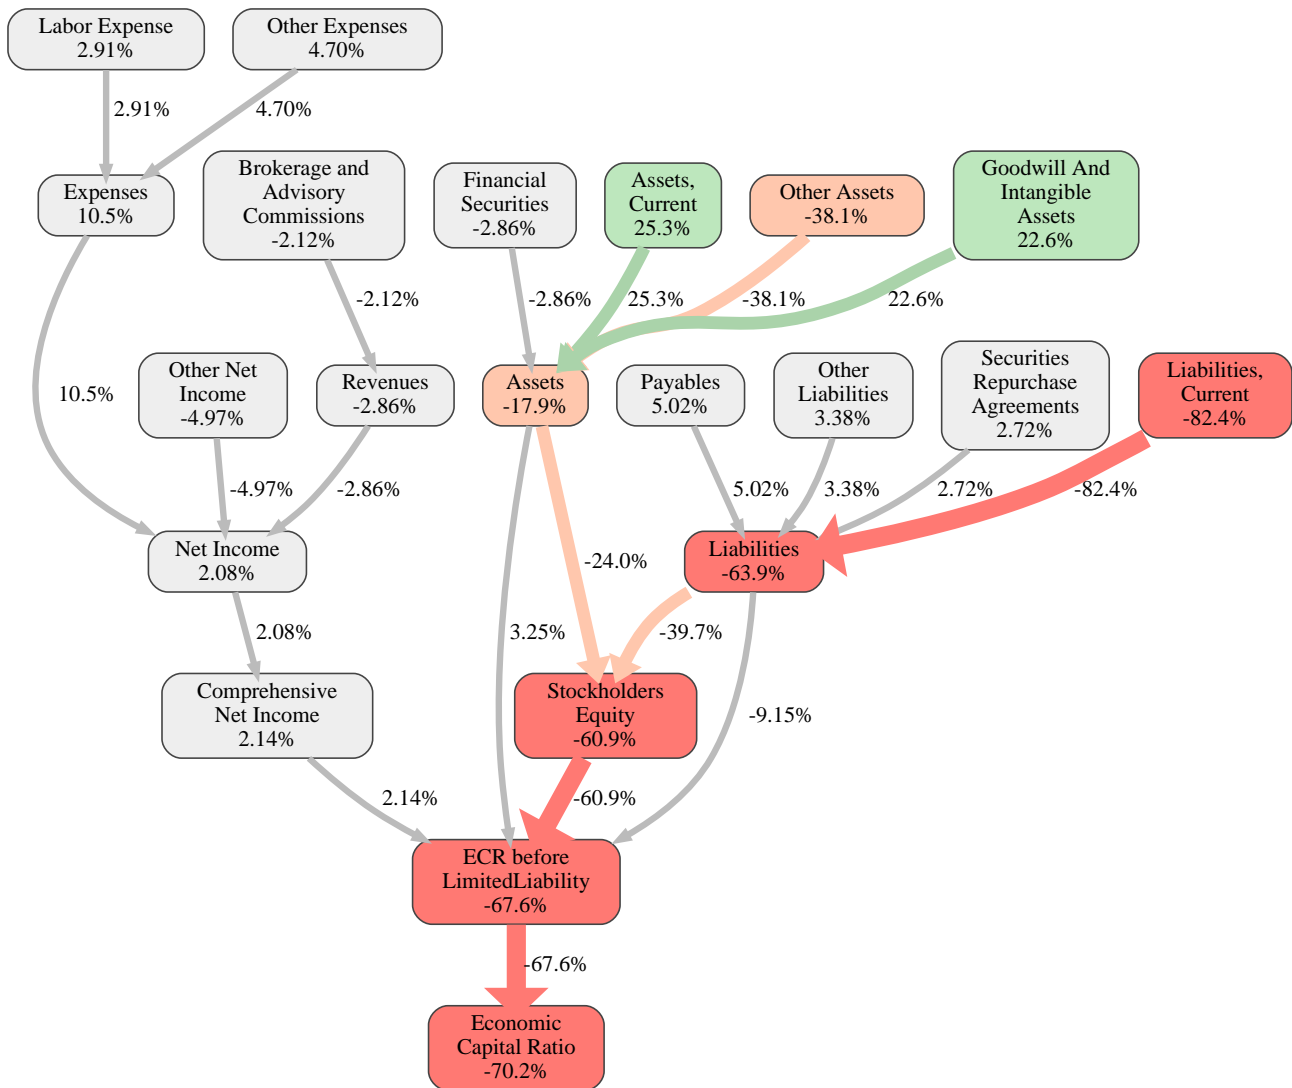 Labor Expense
2.91%
Other Expenses
4.70%
2.91%
4.70%
Expenses
10.5%
Brokerage and
Advisory
Commissions
-2.12%
Financial
Securities
-2.86%
Assets,
Current
25.3%
Other Assets
-38.1%
Goodwill And
Intangible
Assets
22.6%
-2.12%
-2.86%
25.3%
-38.1%
22.6%
10.5%
Other Net
Income
-4.97%
Revenues
-2.86%
Assets
-17.9%
Payables
5.02%
Other
Liabilities
3.38%
Securities
Repurchase
Agreements
2.72%
Liabilities,
Current
-82.4%
-4.97%
-2.86%
5.02%
3.38%
2.72%
-82.4%
Net Income
2.08%
-24.0%
Liabilities
-63.9%
2.08%
3.25%
-39.7%
Comprehensive
Net Income
2.14%
Stockholders
Equity
-60.9%
-9.15%
2.14%
-60.9%
ECR before
LimitedLiability
-67.6%
-67.6%
Economic
Capital Ratio
-70.2%